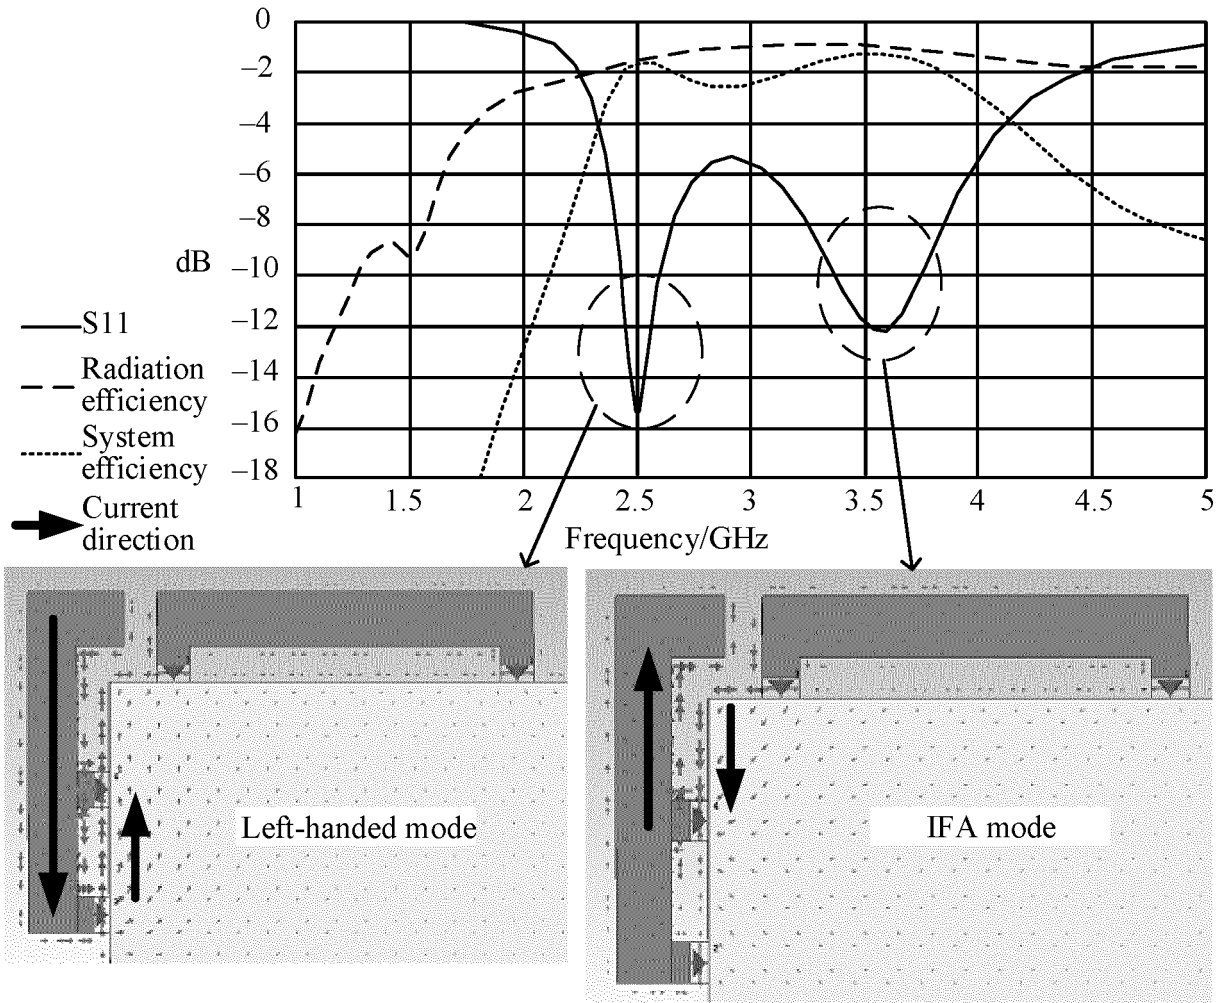 0
–2
–4
–6
–8
dB
–10
–12
–14
–16
–18
S11
Radiation
efficiency
System
efficiency
Current
direction
1 1.5 2 2.5 3 3.5 4 4.5 5
Frequency/GHz
Left-handed mode
IFA mode